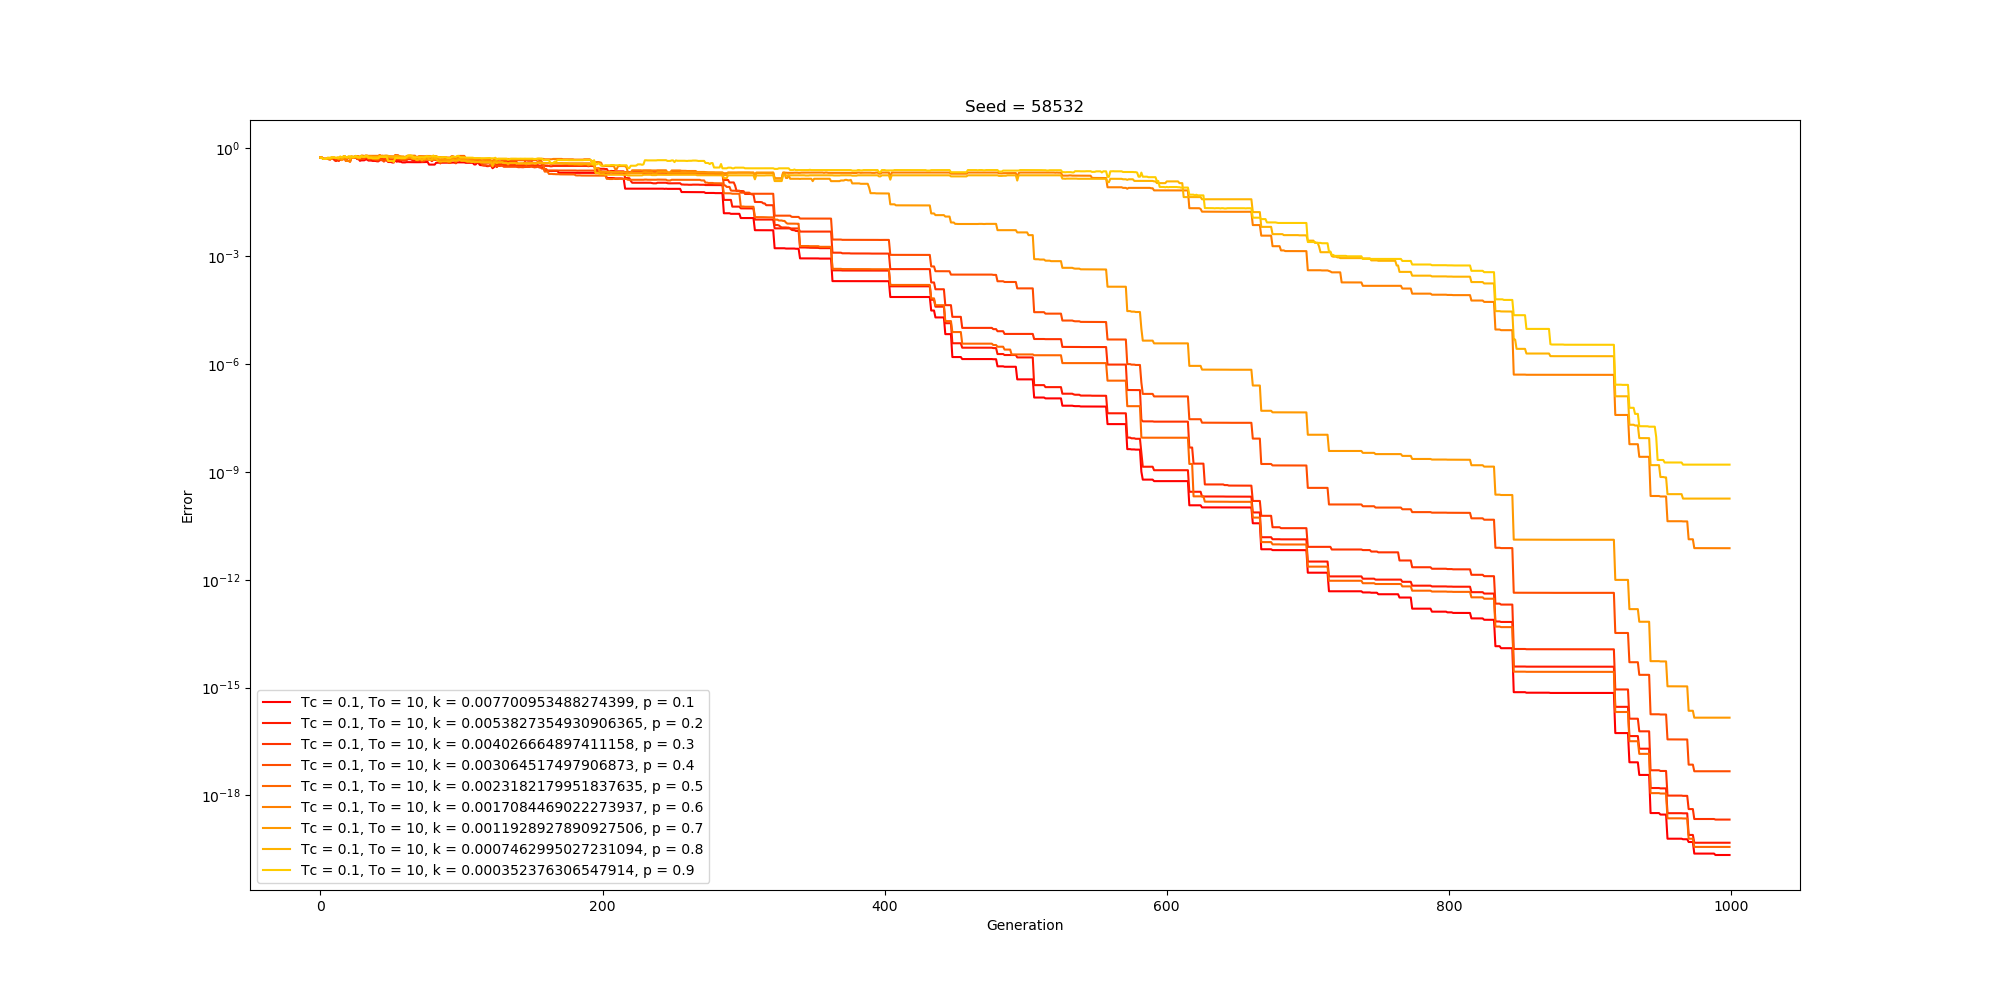 Seed = 58532
10^0
10^-3
10^-6
10^-9
10^-12
10^-15
10^-18
Error
Tc = 0.1, To = 10, k = 0.007700953488274399, p = 0.1
Tc = 0.1, To = 10, k = 0.0053827354930906365, p = 0.2
Tc = 0.1, To = 10, k = 0.004026664897411158, p = 0.3
Tc = 0.1, To = 10, k = 0.003064517497906873, p = 0.4
Tc = 0.1, To = 10, k = 0.0023182179951837635, p = 0.5
Tc = 0.1, To = 10, k = 0.0017084469022273937, p = 0.6
Tc = 0.1, To = 10, k = 0.0011928927890927506, p = 0.7
Tc = 0.1, To = 10, k = 0.0007462995027231094, p = 0.8
Tc = 0.1, To = 10, k = 0.000352376306547914, p = 0.9
0 200 400 600 800 1000
Generation